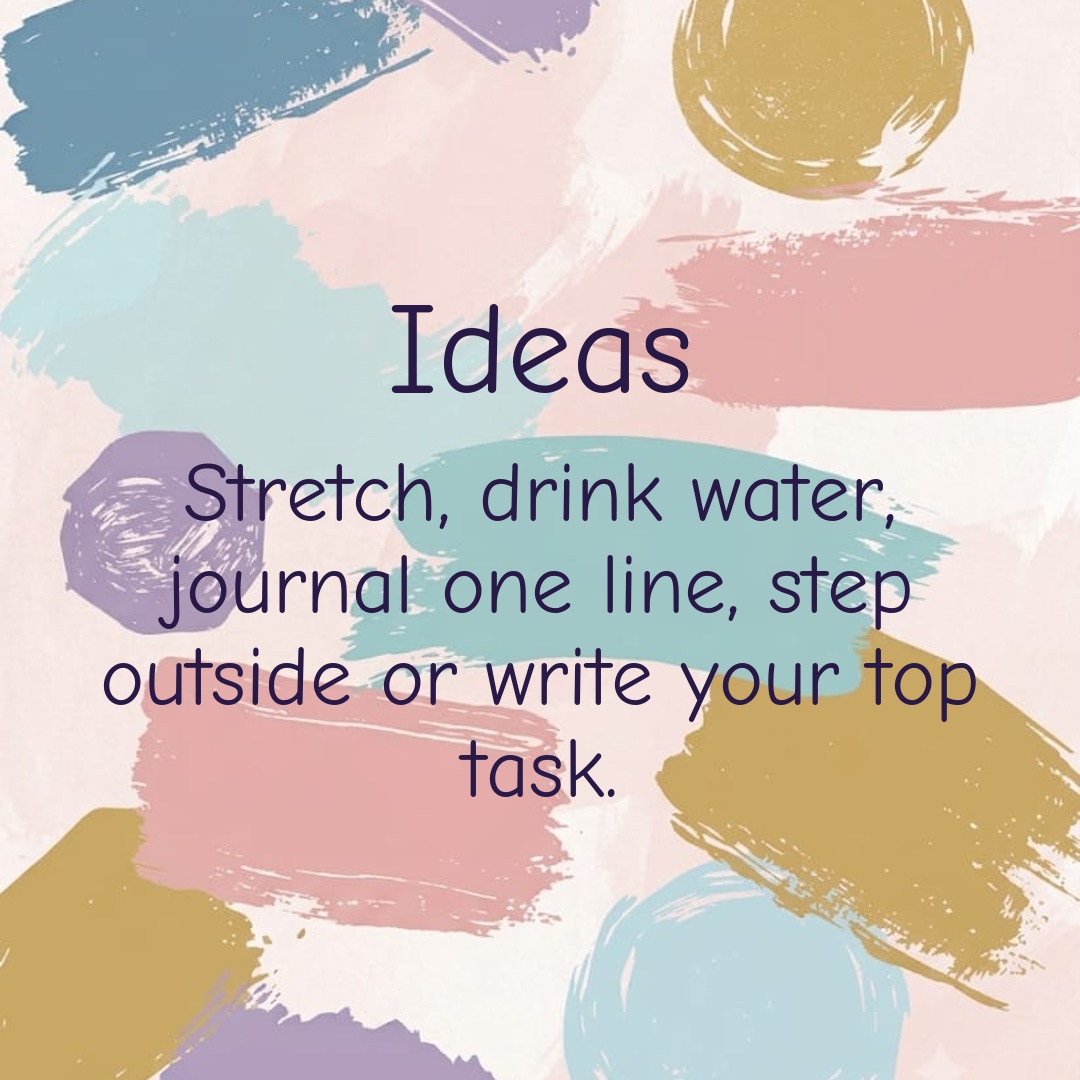 Ideas
Stretch, drink water,
journal one line, step
outside or write your top
task.